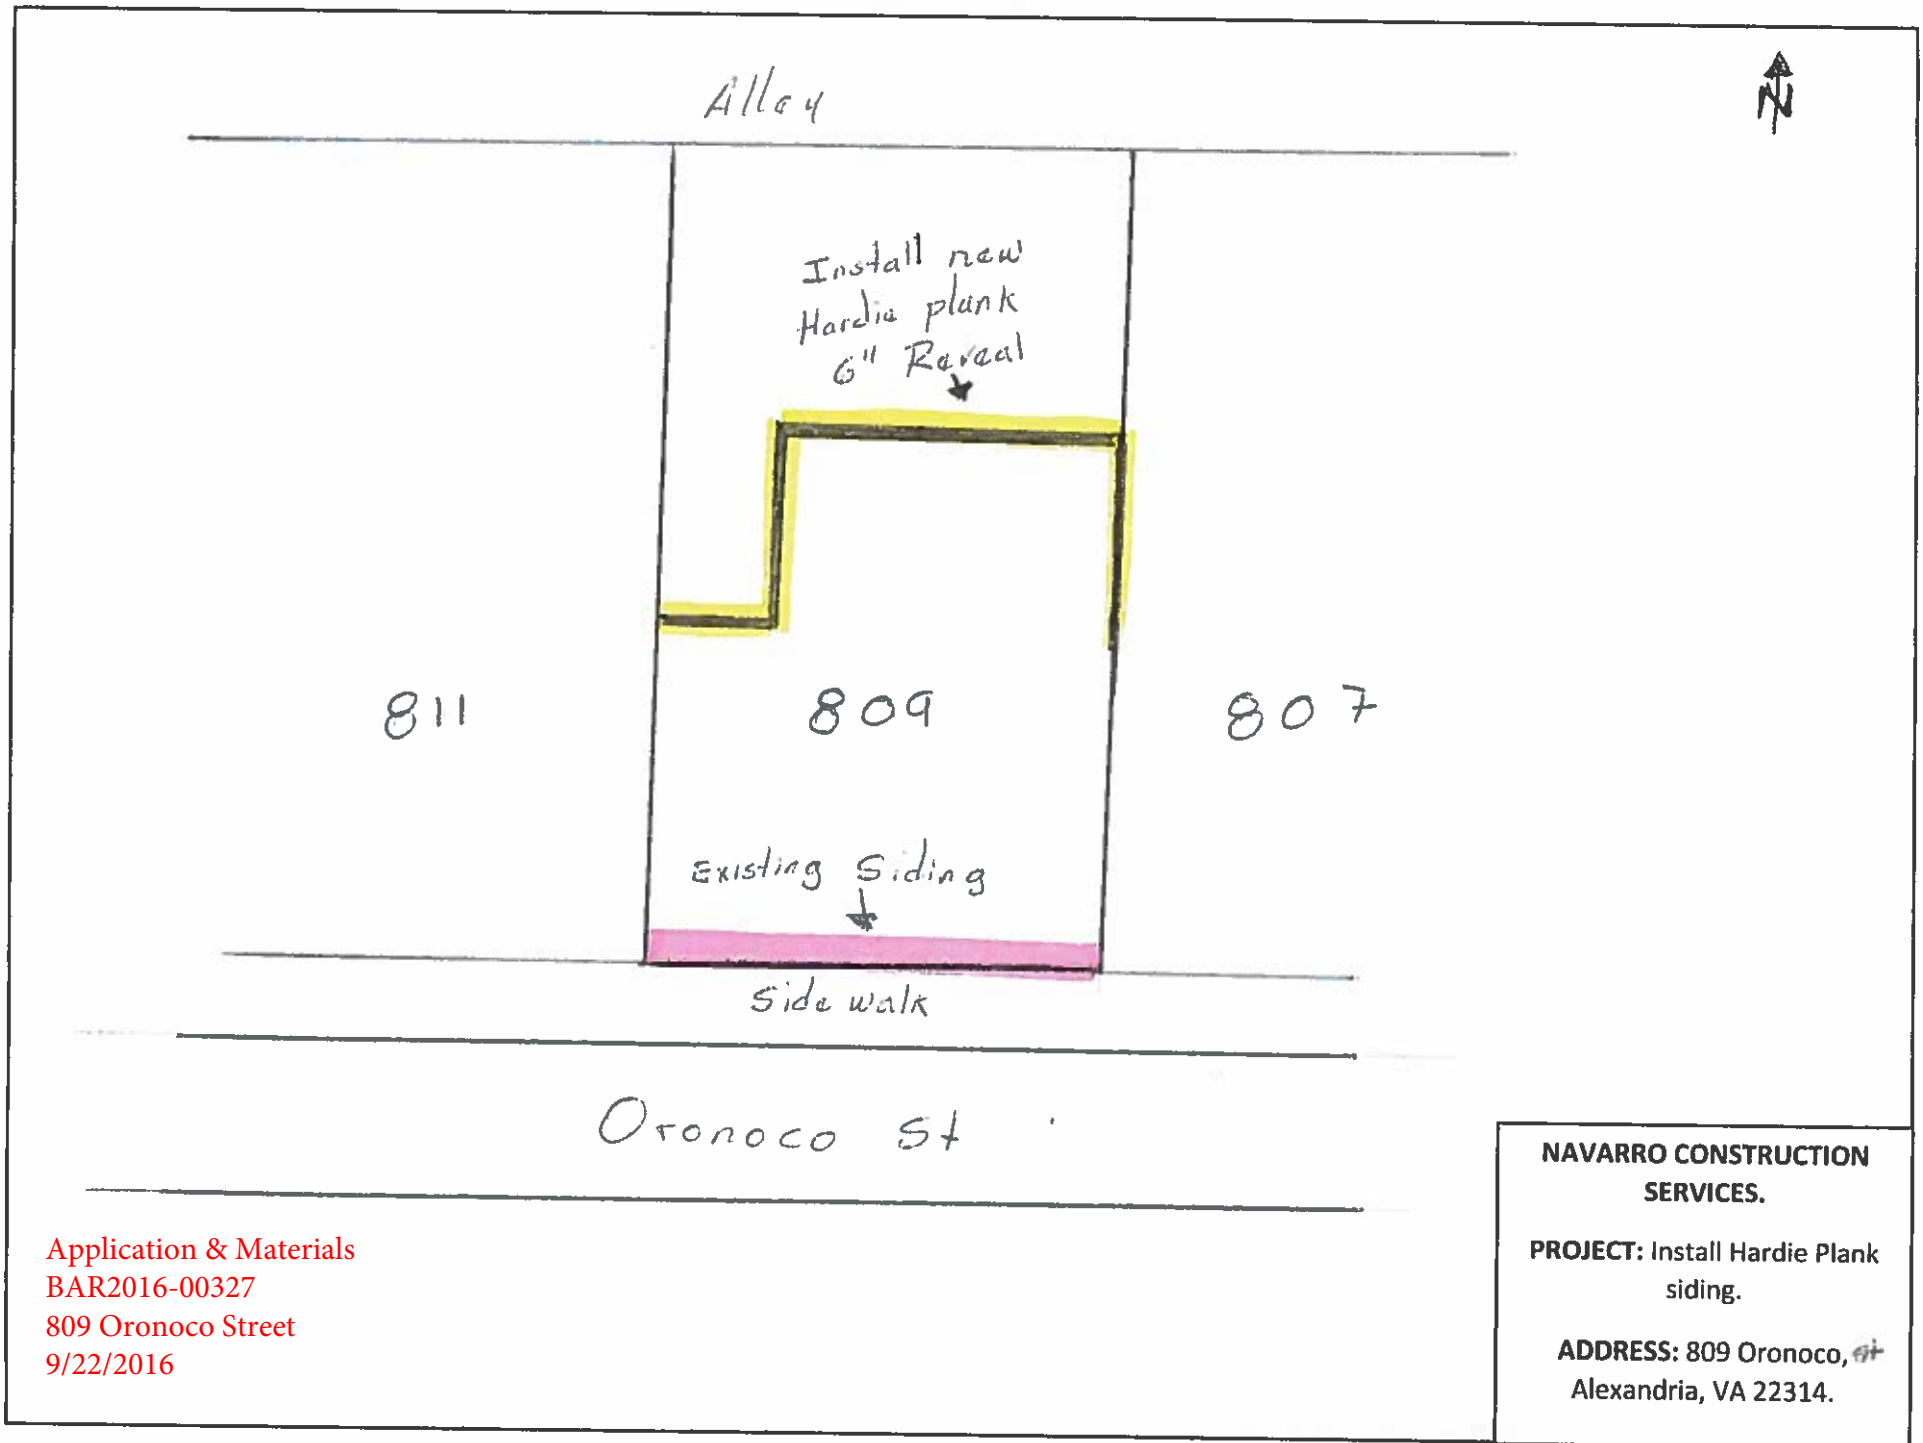 Alley
N
Install new
Hardie plank
6" Reveal
811
809
807
Existing Siding
Side walk
Oronoco St
NAVARRO CONSTRUCTION
SERVICES.
PROJECT: Install Hardie Plank
siding.
ADDRESS: 809 Oronoco, st
Alexandria, VA 22314.
Application & Materials
BAR2016-00327
809 Oronoco Street
9/22/2016